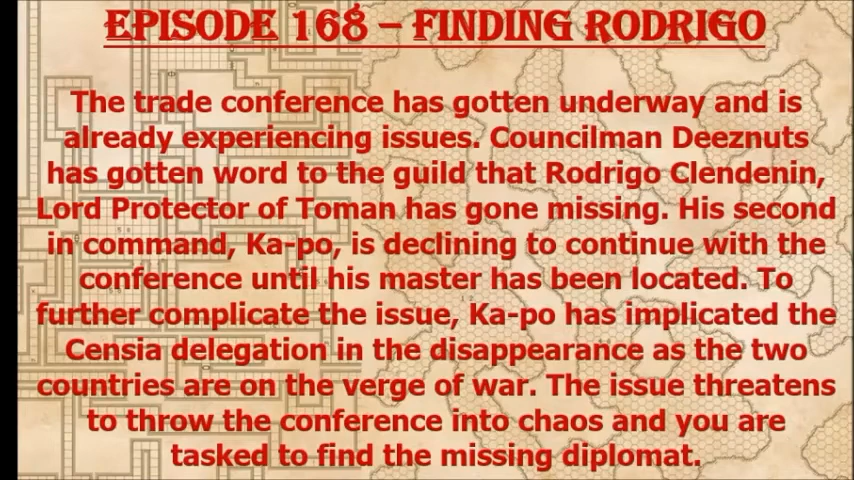 EPISODE 168 – FINDING RODRIGO
The trade conference has gotten underway and is
already experiencing issues. Councilman Deeznuts
has gotten word to the guild that Rodrigo Clendenin,
Lord Protector of Toman has gone missing. His second
in command, Ka-po, is declining to continue with the
conference until his master has been located. To
further complicate the issue, Ka-po has implicated the
Censia delegation in the disappearance as the two
countries are on the verge of war. The issue threatens
to throw the conference into chaos and you are
tasked to find the missing diplomat.